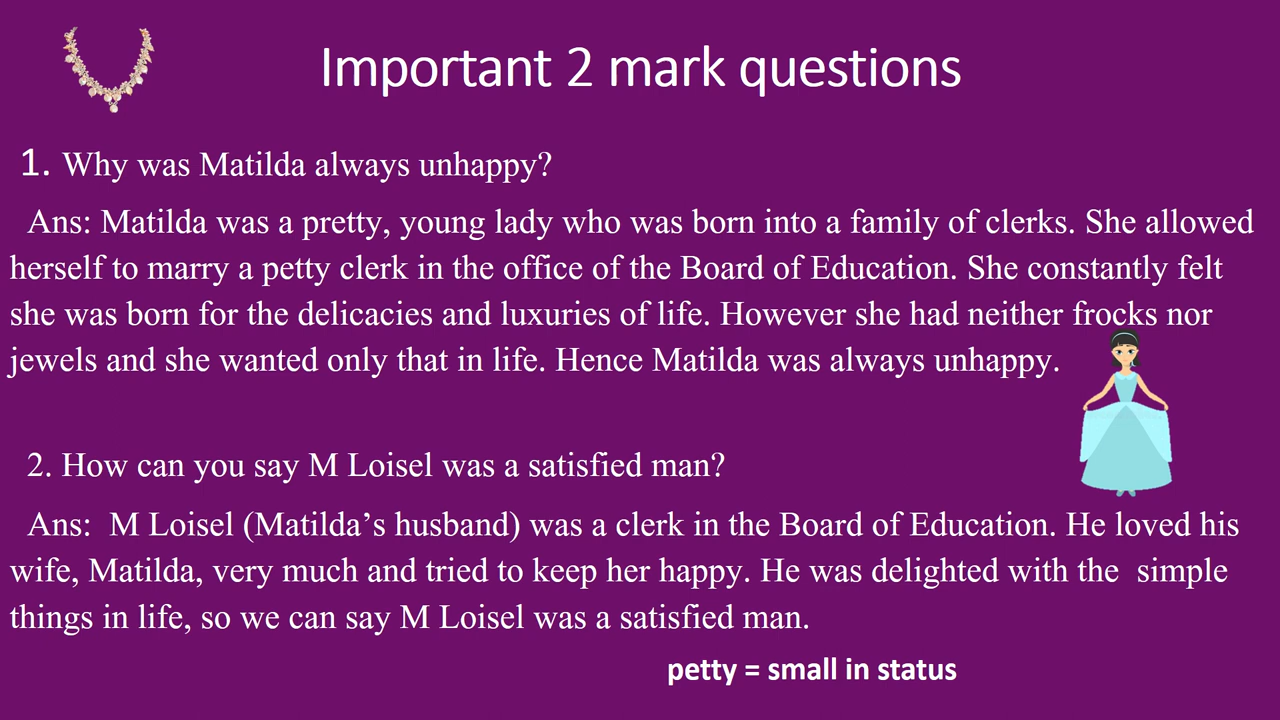 Important 2 mark questions
1. Why was Matilda always unhappy?
Ans: Matilda was a pretty, young lady who was born into a family of clerks. She allowed
herself to marry a petty clerk in the office of the Board of Education. She constantly felt
she was born for the delicacies and luxuries of life. However she had neither frocks nor
jewels and she wanted only that in life. Hence Matilda was always unhappy.
2. How can you say M Loisel was a satisfied man?
Ans:  M Loisel (Matilda’s husband) was a clerk in the Board of Education. He loved his
wife, Matilda, very much and tried to keep her happy. He was delighted with the  simple
things in life, so we can say M Loisel was a satisfied man.
petty = small in status